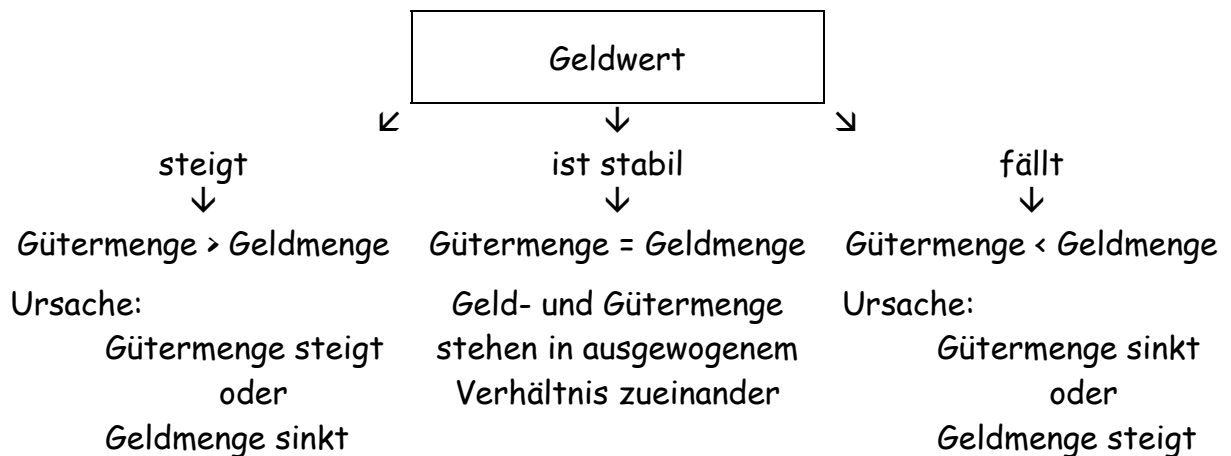 Geldwert
↙ ↓ ↘
steigt ist stabil fällt
↓ ↓ ↓
Gütermenge > Geldmenge Gütermenge = Geldmenge Gütermenge < Geldmenge
Ursache: Geld- und Gütermenge Ursache:
Gütermenge steigt stehen in ausgewogenem Gütermenge sinkt
oder Verhältnis zueinander oder
Geldmenge sinkt Geldmenge steigt